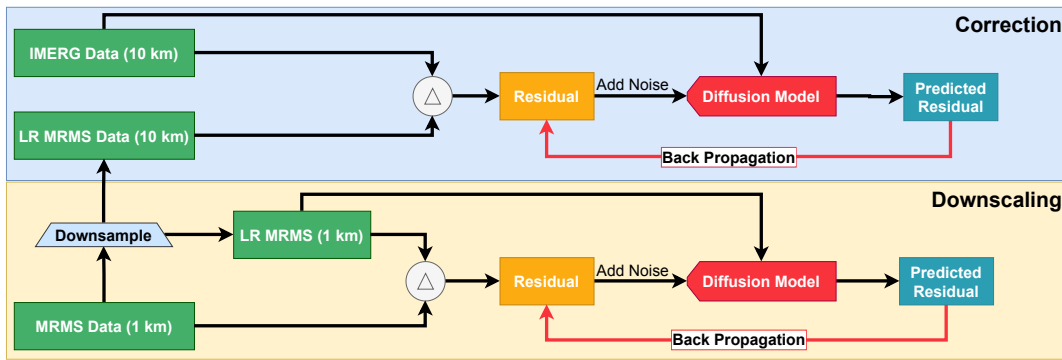 Correction
IMERG Data (10 km)
△
Residual
Add Noise
Diffusion Model
Predicted
Residual
LR MRMS Data (10 km)
Back Propagation
Downscaling
Downsample
LR MRMS (1 km)
△
Residual
Add Noise
Diffusion Model
Predicted
Residual
MRMS Data (1 km)
Back Propagation